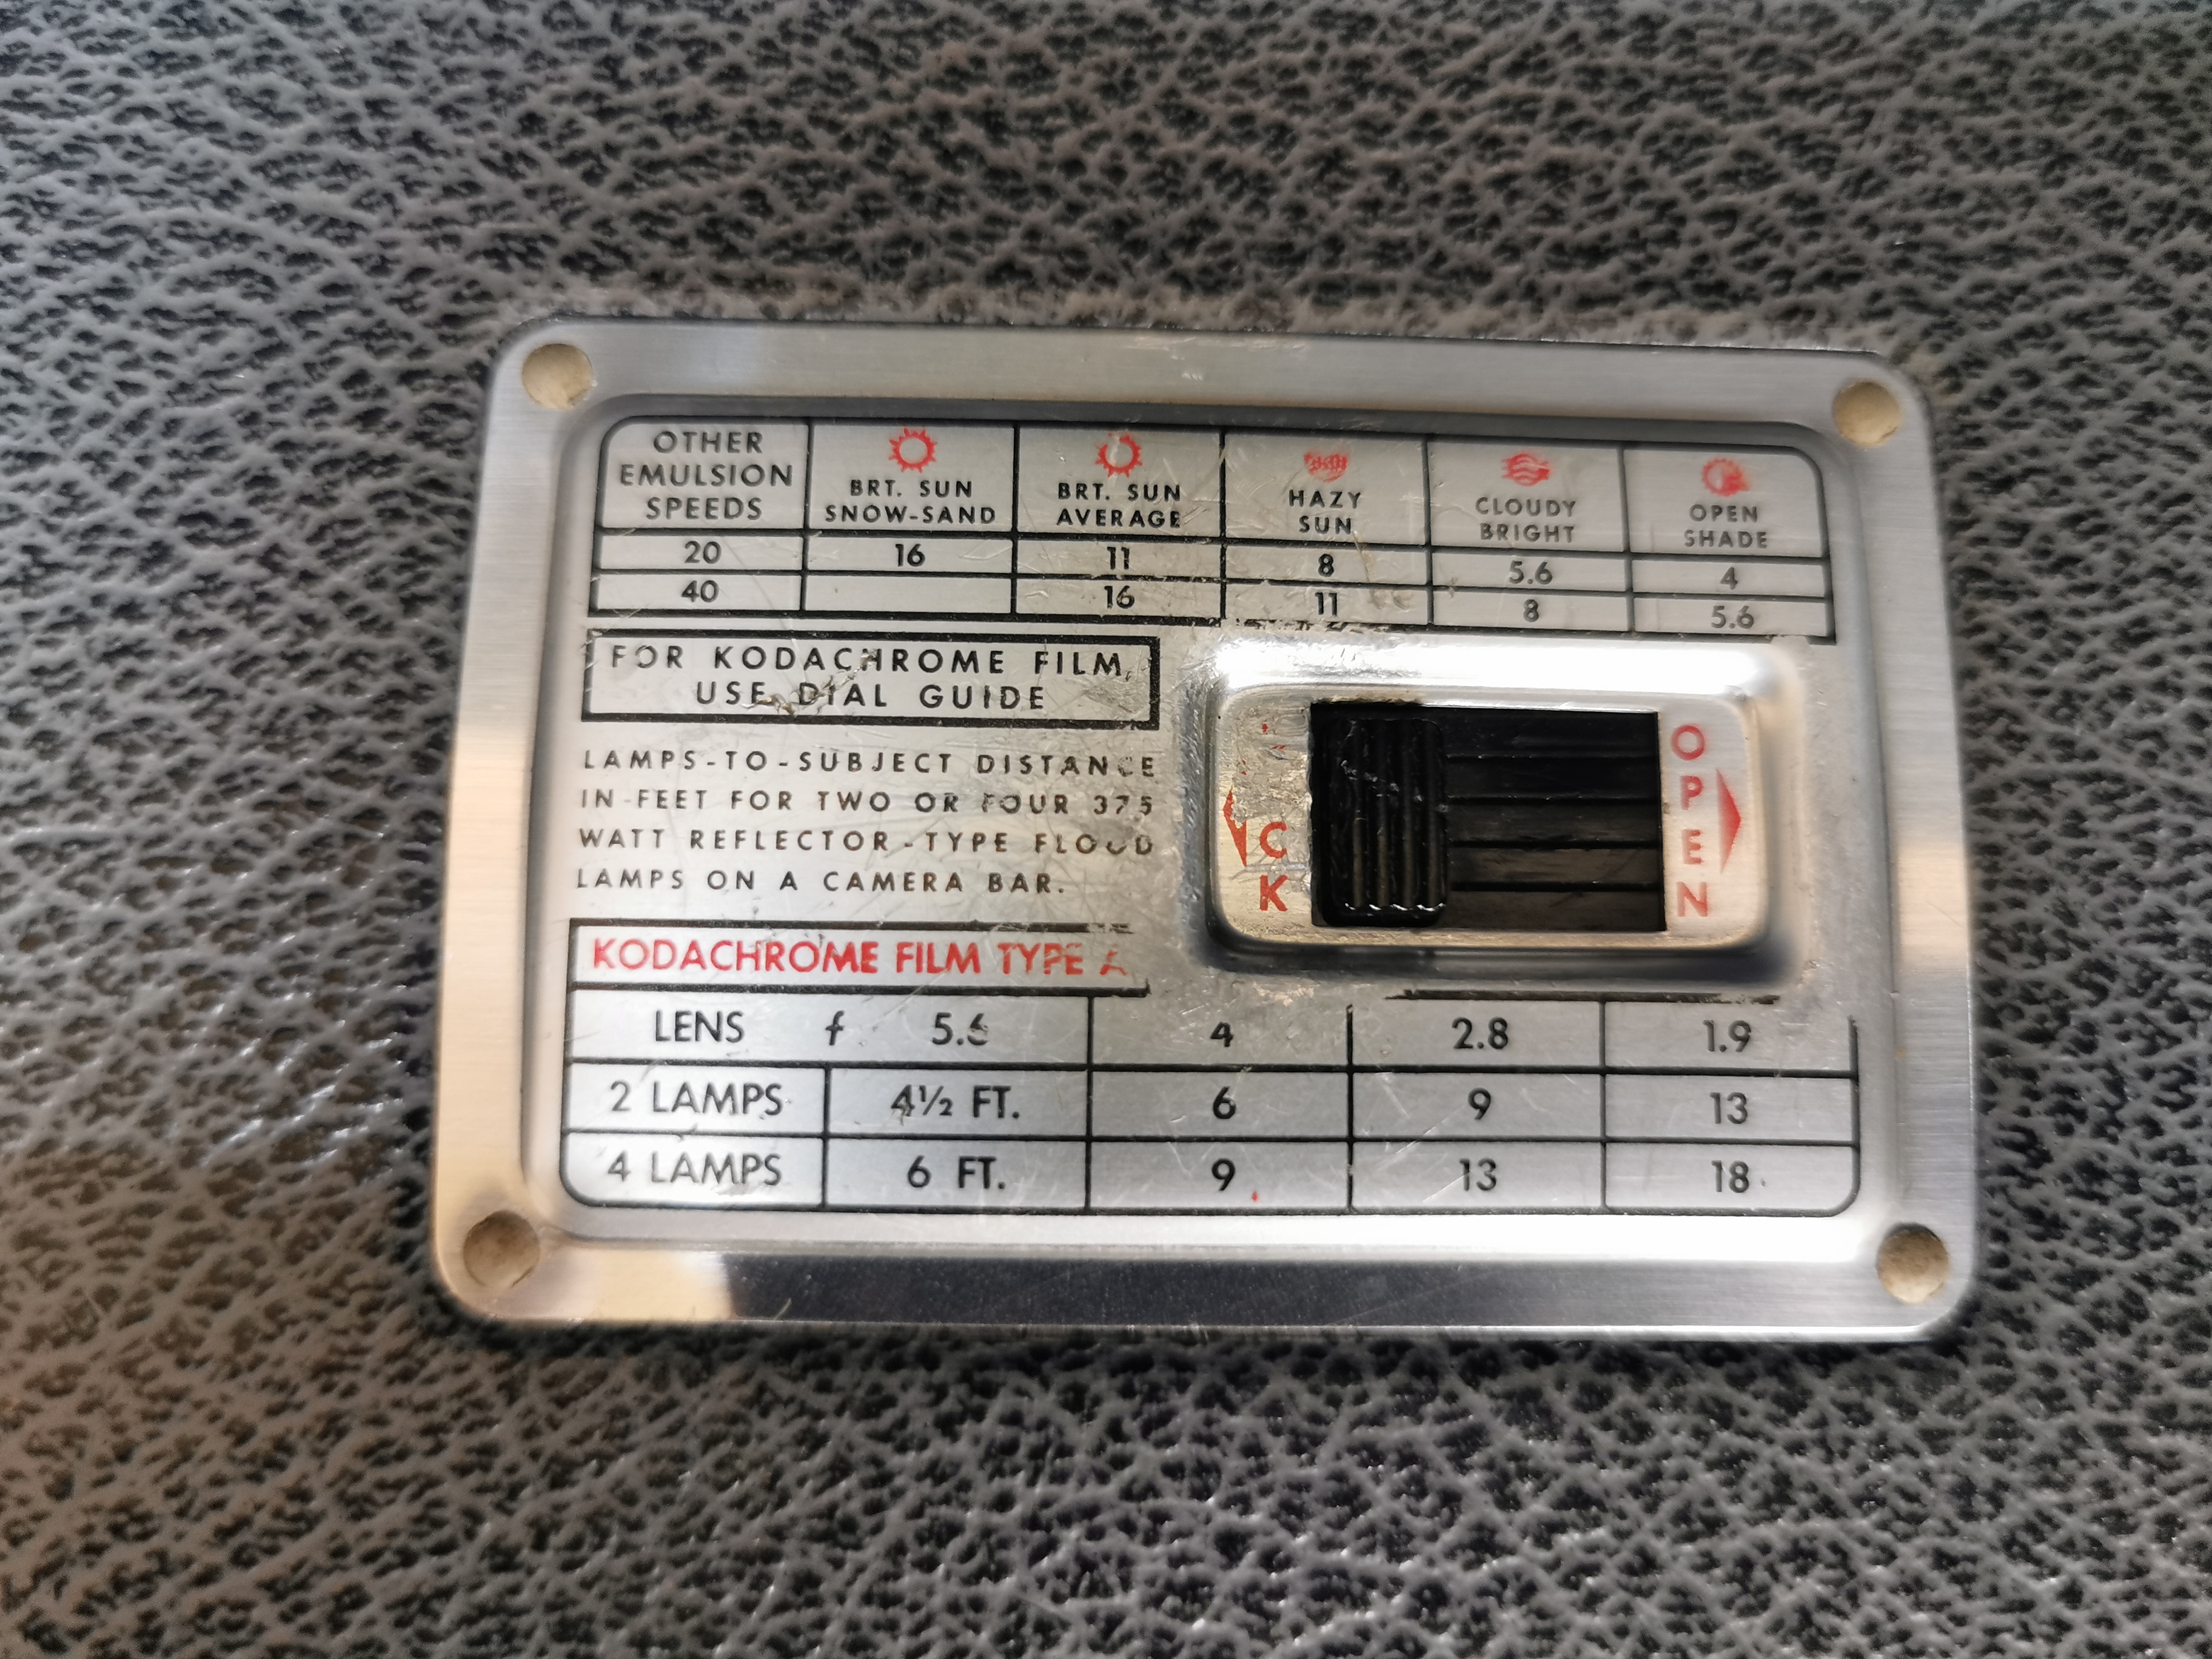 OTHER EMULSION SPEEDS BRT. SUN SNOW-SAND BRT. SUN AVERAGE HAZY SUN CLOUDY BRIGHT OPEN SHADE
20 16 11 8 5.6 4
40 16 11 8 5.6
FOR KODACHROME FILM,
USE DIAL GUIDE
LAMPS-TO-SUBJECT DISTANCE
IN FEET FOR TWO OR FOUR 375
WATT REFLECTOR-TYPE FLOOD
LAMPS ON A CAMERA BAR.
CK
OPEN
KODACHROME FILM TYPE A
LENS f 5.6 4 2.8 1.9
2 LAMPS 4½ FT. 6 9 13
4 LAMPS 6 FT. 9 13 18